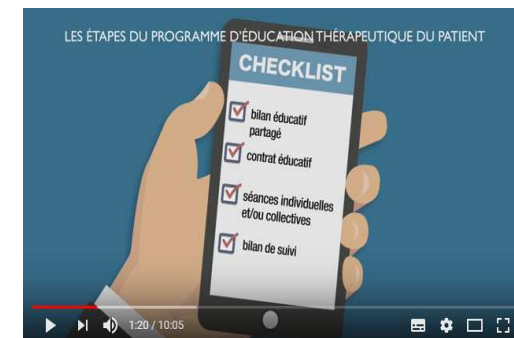 LES ÉTAPES DU PROGRAMME D'ÉDUCATION THÉRAPEUTIQUE DU PATIENT
CHECKLIST
bilan éducatif
partagé
contrat éducatif
séances individuelles
et/ou collectives
bilan de suivi
1:20 / 10:05